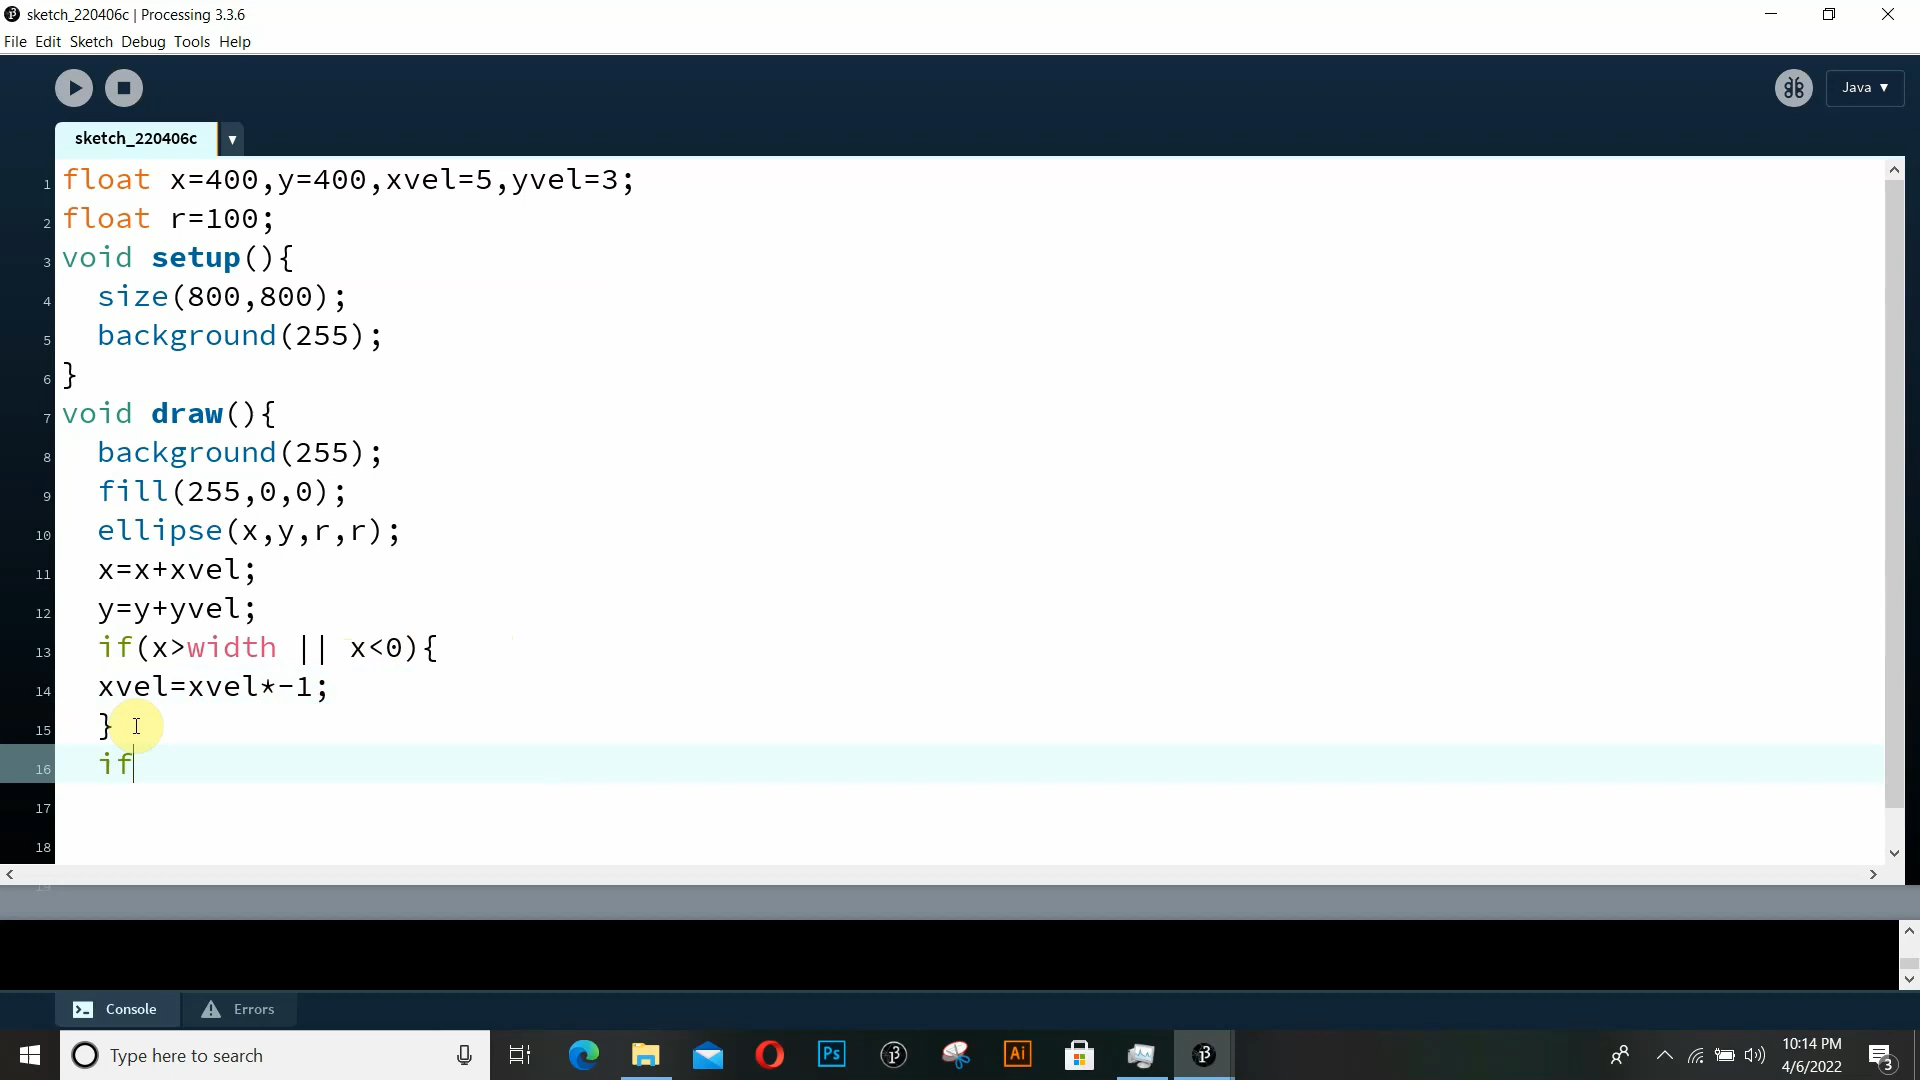 sketch_220406c | Processing 3.3.6
File Edit Sketch Debug Tools Help
Java ▼
sketch_220406c ▼
1 float x=400,y=400,xvel=5,yvel=3;
2 float r=100;
3 void setup(){
4 size(800,800);
5 background(255);
6 }
7 void draw(){
8 background(255);
9 fill(255,0,0);
10 ellipse(x,y,r,r);
11 x=x+xvel;
12 y=y+yvel;
13 if(x>width || x<0){
14 xvel=xvel*-1;
15 }
16 if
17
18
19
Console Errors
Type here to search
Ps
Ai
10:14 PM
4/6/2022
3